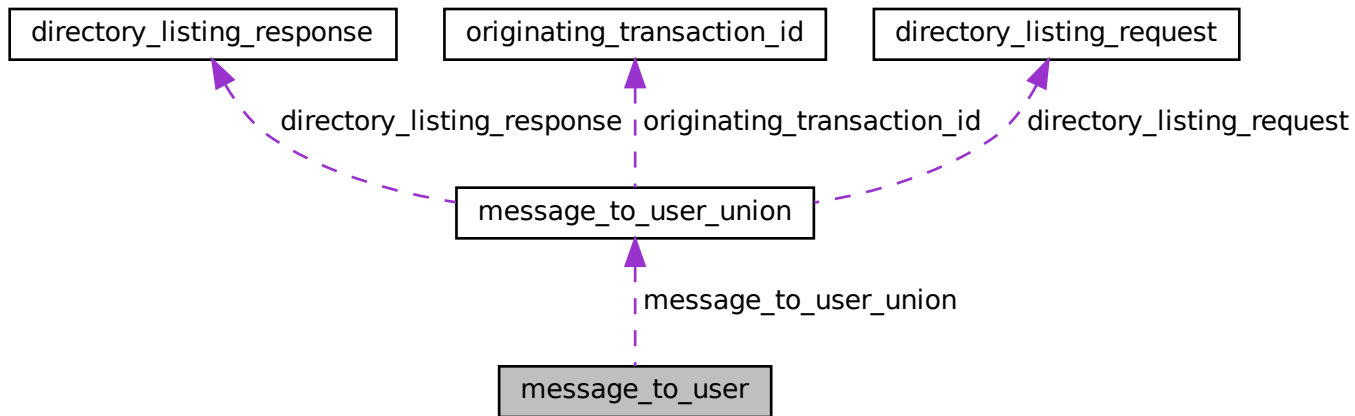 directory_listing_response
originating_transaction_id
directory_listing_request
directory_listing_response
originating_transaction_id
directory_listing_request
message_to_user_union
message_to_user_union
message_to_user